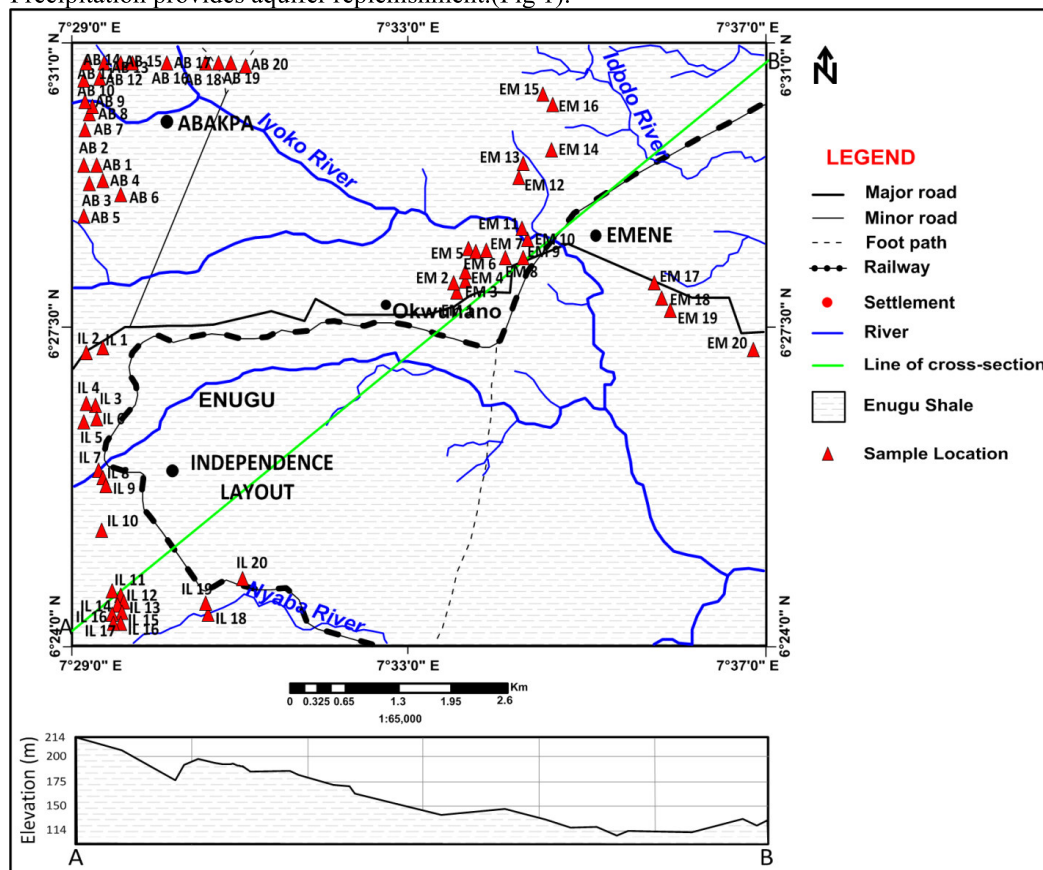 Precipitation provides aquifer replenishment.(Fig 1).
7°29'0" E
7°33'0" E
7°37'0" E
6°31'0" N
6°31'0" N
B
N
AB 14
AB 15
AB 13
AB 12
AB 16
AB 17
AB 18
AB 19
AB 20
AB 10
AB 9
AB 8
AB 7
ABAKPA
Iyoko River
EM 15
EM 16
EM 14
EM 13
EM 12
AB 2
AB 1
AB 4
AB 3
AB 6
AB 5
EM 11
EM 10
EMENE
EM 5
EM 7
EM 9
EM 6
EM 8
EM 2
EM 4
EM 3
EM 17
EM 18
EM 19
EM 20
Okwumano
6°27'30" N
6°27'30" N
IL 2
IL 1
IL 4
IL 3
IL 6
IL 5
ENUGU
IL 7
IL 8
IL 9
INDEPENDENCE
LAYOUT
IL 10
IL 11
IL 12
IL 14
IL 13
IL 16
IL 15
IL 17
IL 16
IL 19
IL 20
IL 18
Nyaba River
A
6°24'0" N
6°24'0" N
7°29'0" E
7°33'0" E
7°37'0" E
LEGEND
Major road
Minor road
Foot path
Railway
Settlement
River
Line of cross-section
Enugu Shale
Sample Location
Km
0 0.325 0.65 1.3 1.95 2.6
1:65,000
Elevation (m)
214
200
175
150
114
A
B